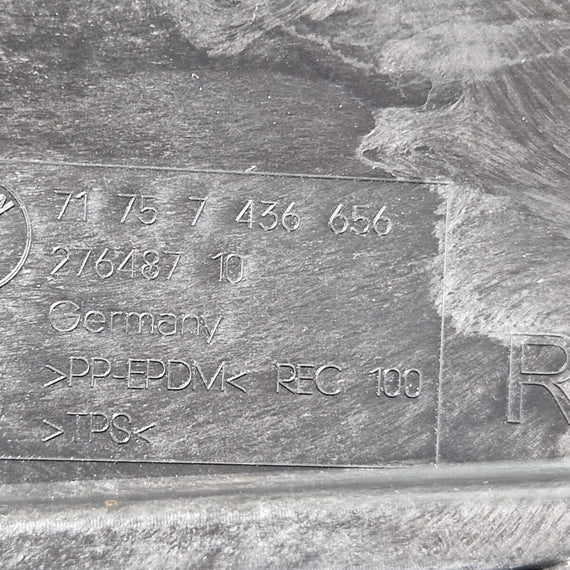 71 75 7 436 656
276487 10
Germany
>PP-EPDM< REC 100
>TPS<
R